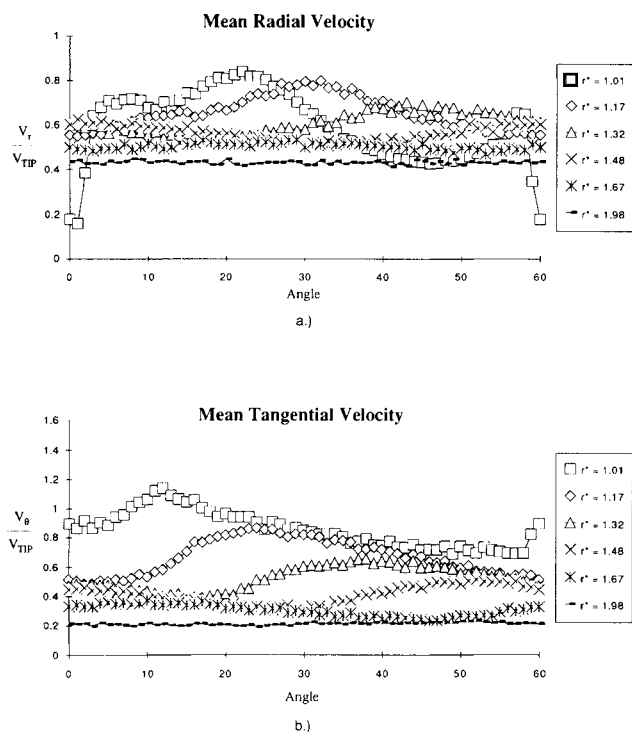 Mean Radial Velocity
1
0.8
0.6
0.4
0.2
0
V_r
V_TIP
0 10 20 30 40 50 60
Angle
r* = 1.01
r* = 1.17
r* = 1.32
r* = 1.48
r* = 1.67
r* = 1.98
a.)
Mean Tangential Velocity
1.6
1.4
1.2
1
0.8
0.6
0.4
0.2
0
V_θ
V_TIP
0 10 20 30 40 50 60
Angle
r* = 1.01
r* = 1.17
r* = 1.32
r* = 1.48
r* = 1.67
r* = 1.98
b.)